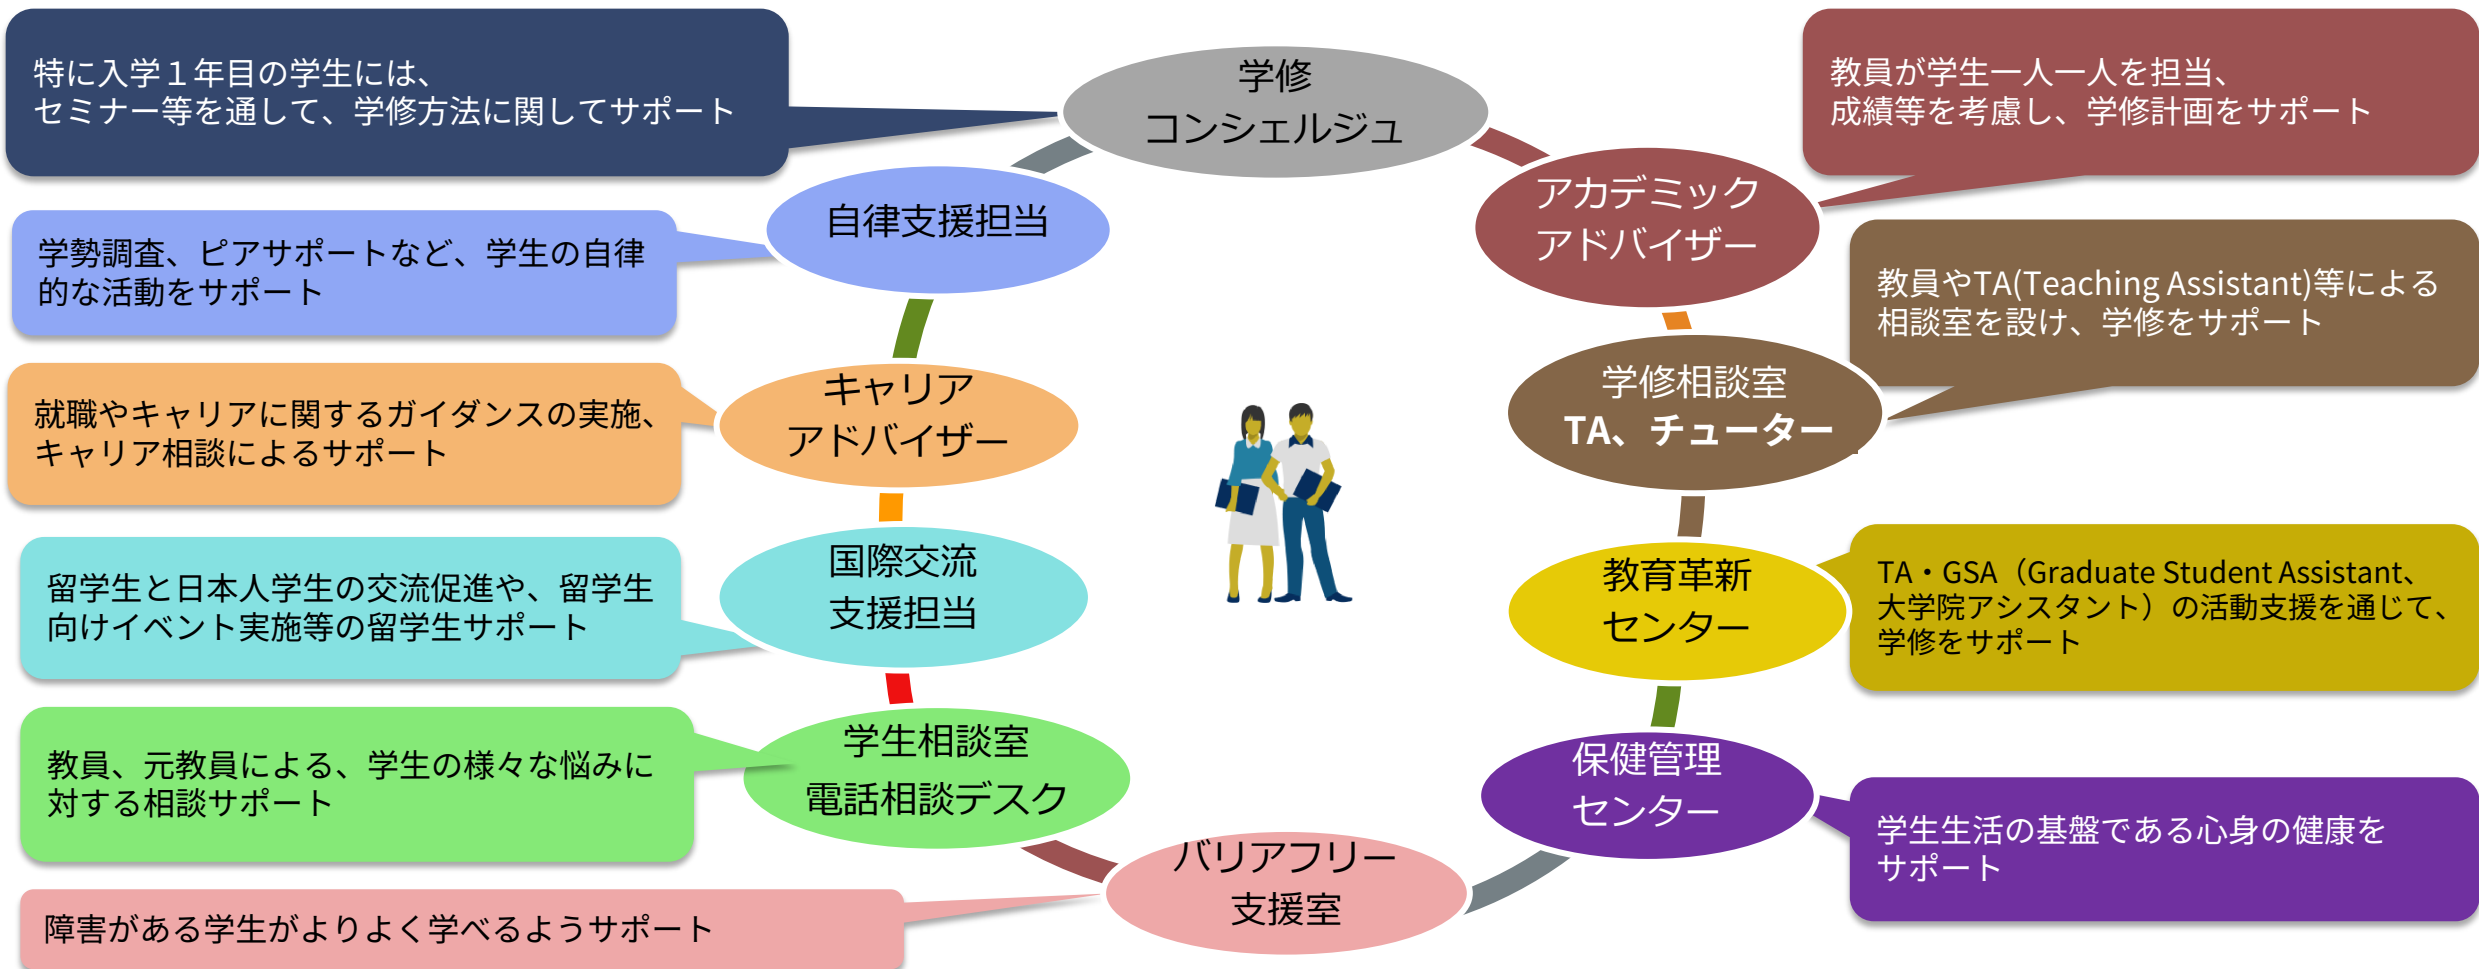 特に入学１年目の学生には、
セミナー等を通して、学修方法に関してサポート
学修
コンシェルジュ
教員が学生一人一人を担当、
成績等を考慮し、学修計画をサポート
アカデミック
アドバイザー
自律支援担当
学勢調査、ピアサポートなど、学生の自律
的な活動をサポート
教員やTA(Teaching Assistant)等による
相談室を設け、学修をサポート
学修相談室
TA、チューター
キャリア
アドバイザー
就職やキャリアに関するガイダンスの実施、
キャリア相談によるサポート
国際交流
支援担当
留学生と日本人学生の交流促進や、留学生
向けイベント実施等の留学生サポート
教育革新
センター
TA・GSA（Graduate Student Assistant、
大学院アシスタント）の活動支援を通じて、
学修をサポート
学生相談室
電話相談デスク
教員、元教員による、学生の様々な悩みに
対する相談サポート
保健管理
センター
学生生活の基盤である心身の健康を
サポート
バリアフリー
支援室
障害がある学生がよりよく学べるようサポート